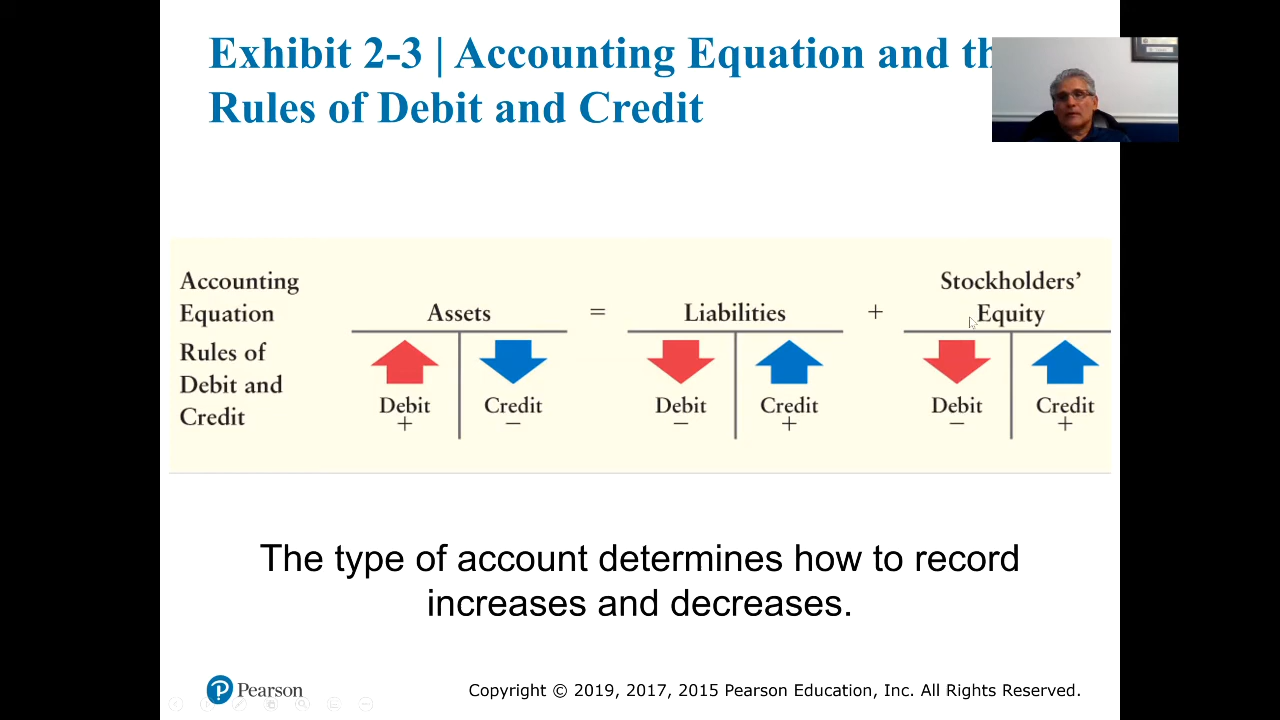 Exhibit 2-3 | Accounting Equation and th
Rules of Debit and Credit
Accounting
Equation
Assets = Liabilities + Stockholders’
Equity
Rules of
Debit and
Credit
Debit Credit Debit Credit Debit Credit
+ − − + − +
The type of account determines how to record
increases and decreases.
Pearson
Copyright © 2019, 2017, 2015 Pearson Education, Inc. All Rights Reserved.